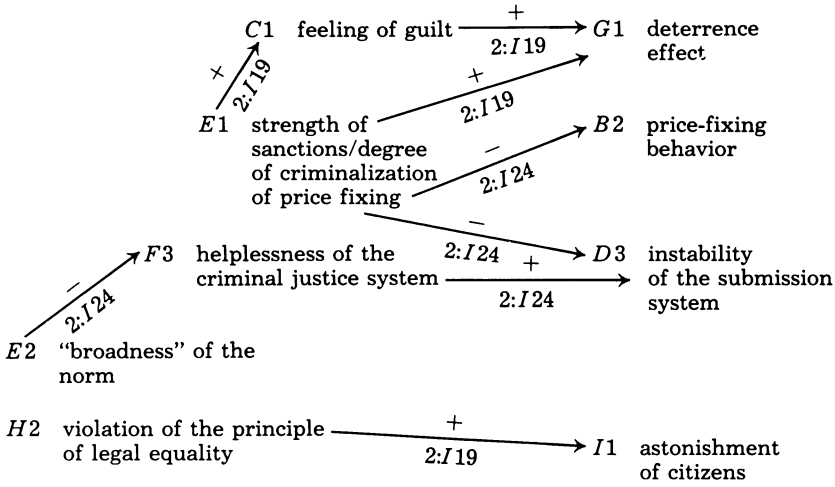 C1 feeling of guilt + 2:I19 G1 deterrence
effect
+ 2:I19
+ 2:I19
E1 strength of
sanctions/degree
of criminalization
of price fixing
− 2:I24
B2 price-fixing
behavior
− 2:I24
D3 instability
of the submission
system
F3 helplessness of the
criminal justice system
+ 2:I24
− 2:I24
E2 “broadness” of the
norm
H2 violation of the principle
of legal equality
+ 2:I19
I1 astonishment
of citizens